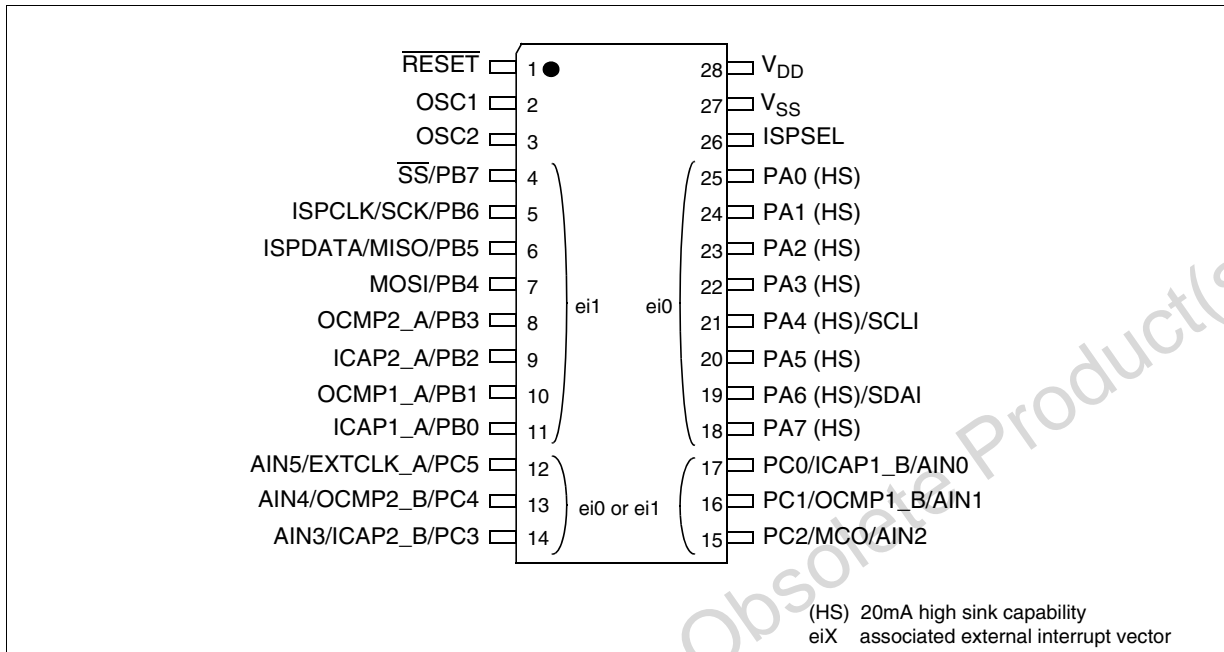 RESET 1 28 VDD
OSC1 2 27 VSS
OSC2 3 26 ISPSEL
SS/PB7 4 25 PA0 (HS)
ISPCLK/SCK/PB6 5 24 PA1 (HS)
ISPDATA/MISO/PB5 6 23 PA2 (HS)
MOSI/PB4 7 22 PA3 (HS)
ei1 ei0
OCMP2_A/PB3 8 21 PA4 (HS)/SCLI
ICAP2_A/PB2 9 20 PA5 (HS)
OCMP1_A/PB1 10 19 PA6 (HS)/SDAI
ICAP1_A/PB0 11 18 PA7 (HS)
AIN5/EXTCLK_A/PC5 12 17 PC0/ICAP1_B/AIN0
AIN4/OCMP2_B/PC4 13 ei0 or ei1 16 PC1/OCMP1_B/AIN1
AIN3/ICAP2_B/PC3 14 15 PC2/MCO/AIN2
(HS) 20mA high sink capability
eiX associated external interrupt vector
Obsolete Product(s